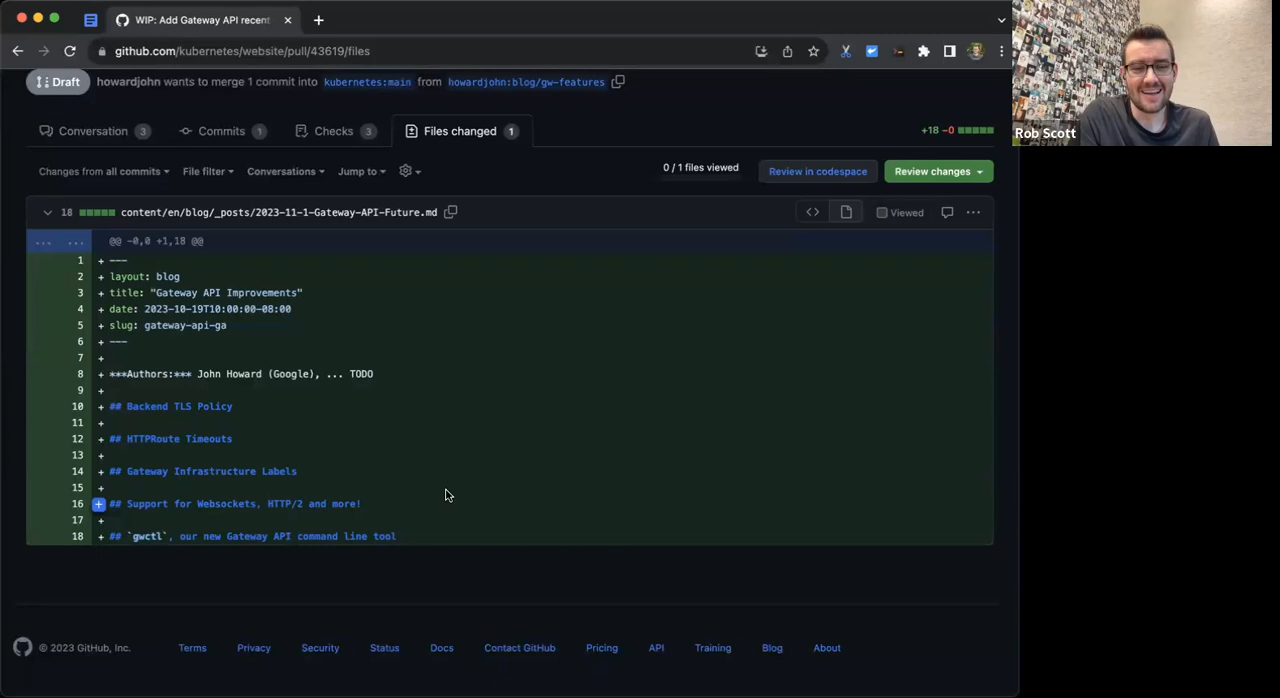 WIP: Add Gateway API recent
github.com/kubernetes/website/pull/43619/files
Draft howardjohn wants to merge 1 commit into kubernetes:main from howardjohn:blog/gw-features
Conversation 3 Commits 1 Checks 3 Files changed 1 +18 −0
Changes from all commits File filter Conversations Jump to 0 / 1 files viewed Review in codespace Review changes
18 content/en/blog/_posts/2023-11-1-Gateway-API-Future.md Viewed
... ... @@ -0,0 +1,18 @@
1 + ---
2 + layout: blog
3 + title: "Gateway API Improvements"
4 + date: 2023-10-19T10:00:00-08:00
5 + slug: gateway-api-ga
6 + ---
7 +
8 + ***Authors:*** John Howard (Google), ... TODO
9 +
10 + ## Backend TLS Policy
11 +
12 + ## HTTPRoute Timeouts
13 +
14 + ## Gateway Infrastructure Labels
15 +
16 + ## Support for Websockets, HTTP/2 and more!
17 +
18 + ## `gwctl`, our new Gateway API command line tool
© 2023 GitHub, Inc. Terms Privacy Security Status Docs Contact GitHub Pricing API Training Blog About
Rob Scott